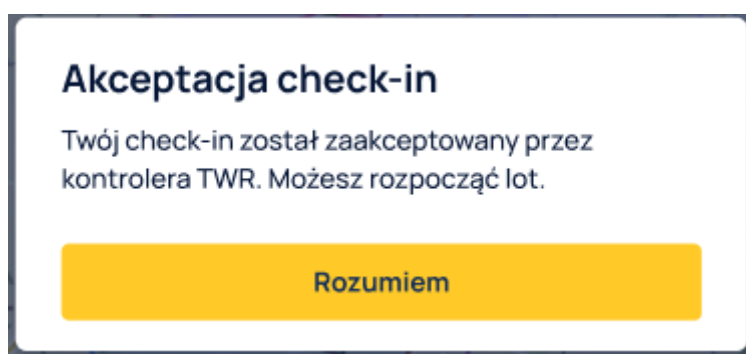 Akceptacja check-in
Twój check-in został zaakceptowany przez
kontrolera TWR. Możesz rozpocząć lot.
Rozumiem